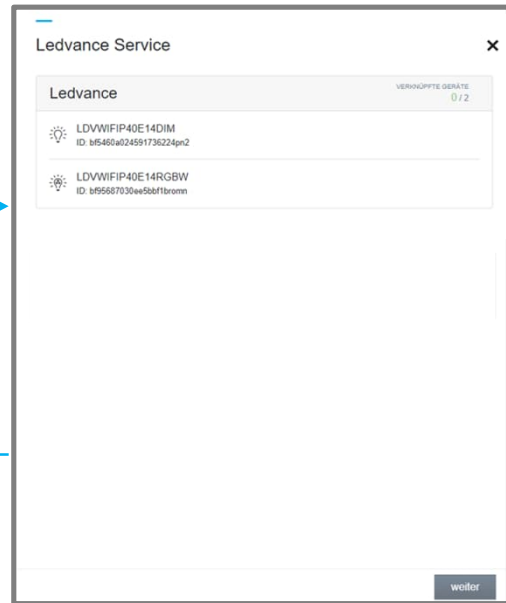 Ledvance Service
Ledvance
VERKNÜPFTE GERÄTE
0 / 2
LDVWIFIP40E14DIM
ID: bf5460a024591736224pn2
LDVWIFIP40E14RGBW
ID: bf95687030ee5bbf1bromn
weiter